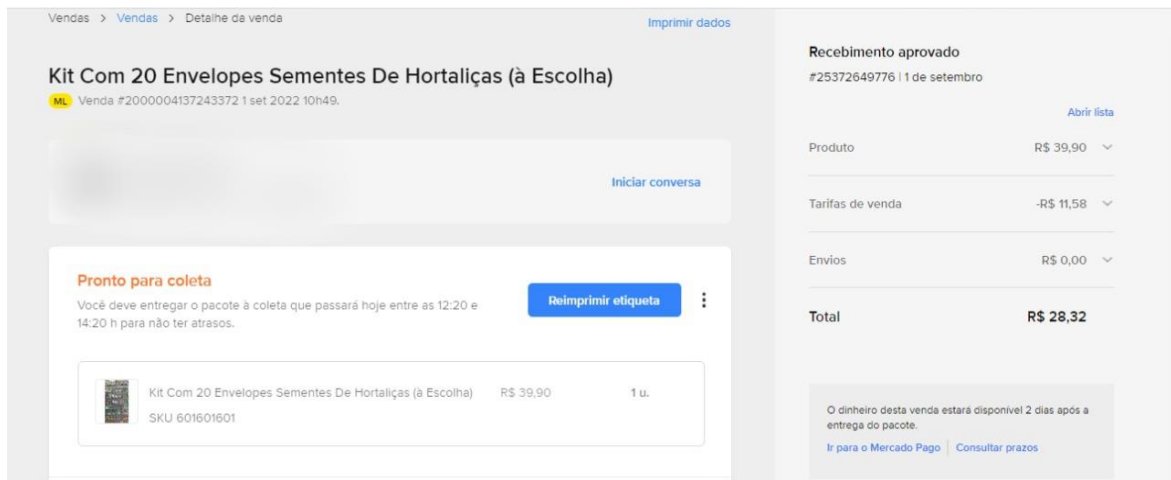 Vendas > Vendas > Detalhe da venda
Imprimir dados
Kit Com 20 Envelopes Sementes De Hortaliças (à Escolha)
ML Venda #2000004137243372 1 set 2022 10h49.
Iniciar conversa
Pronto para coleta
Você deve entregar o pacote à coleta que passará hoje entre as 12:20 e
14:20 h para não ter atrasos.
Reimprimir etiqueta
Kit Com 20 Envelopes Sementes De Hortaliças (à Escolha) R$ 39,90 1 u.
SKU 601601601
Recebimento aprovado
#25372649776 | 1 de setembro
Abrir lista
Produto R$ 39,90
Tarifas de venda -R$ 11,58
Envios R$ 0,00
Total R$ 28,32
O dinheiro desta venda estará disponível 2 dias após a
entrega do pacote.
Ir para o Mercado Pago | Consultar prazos